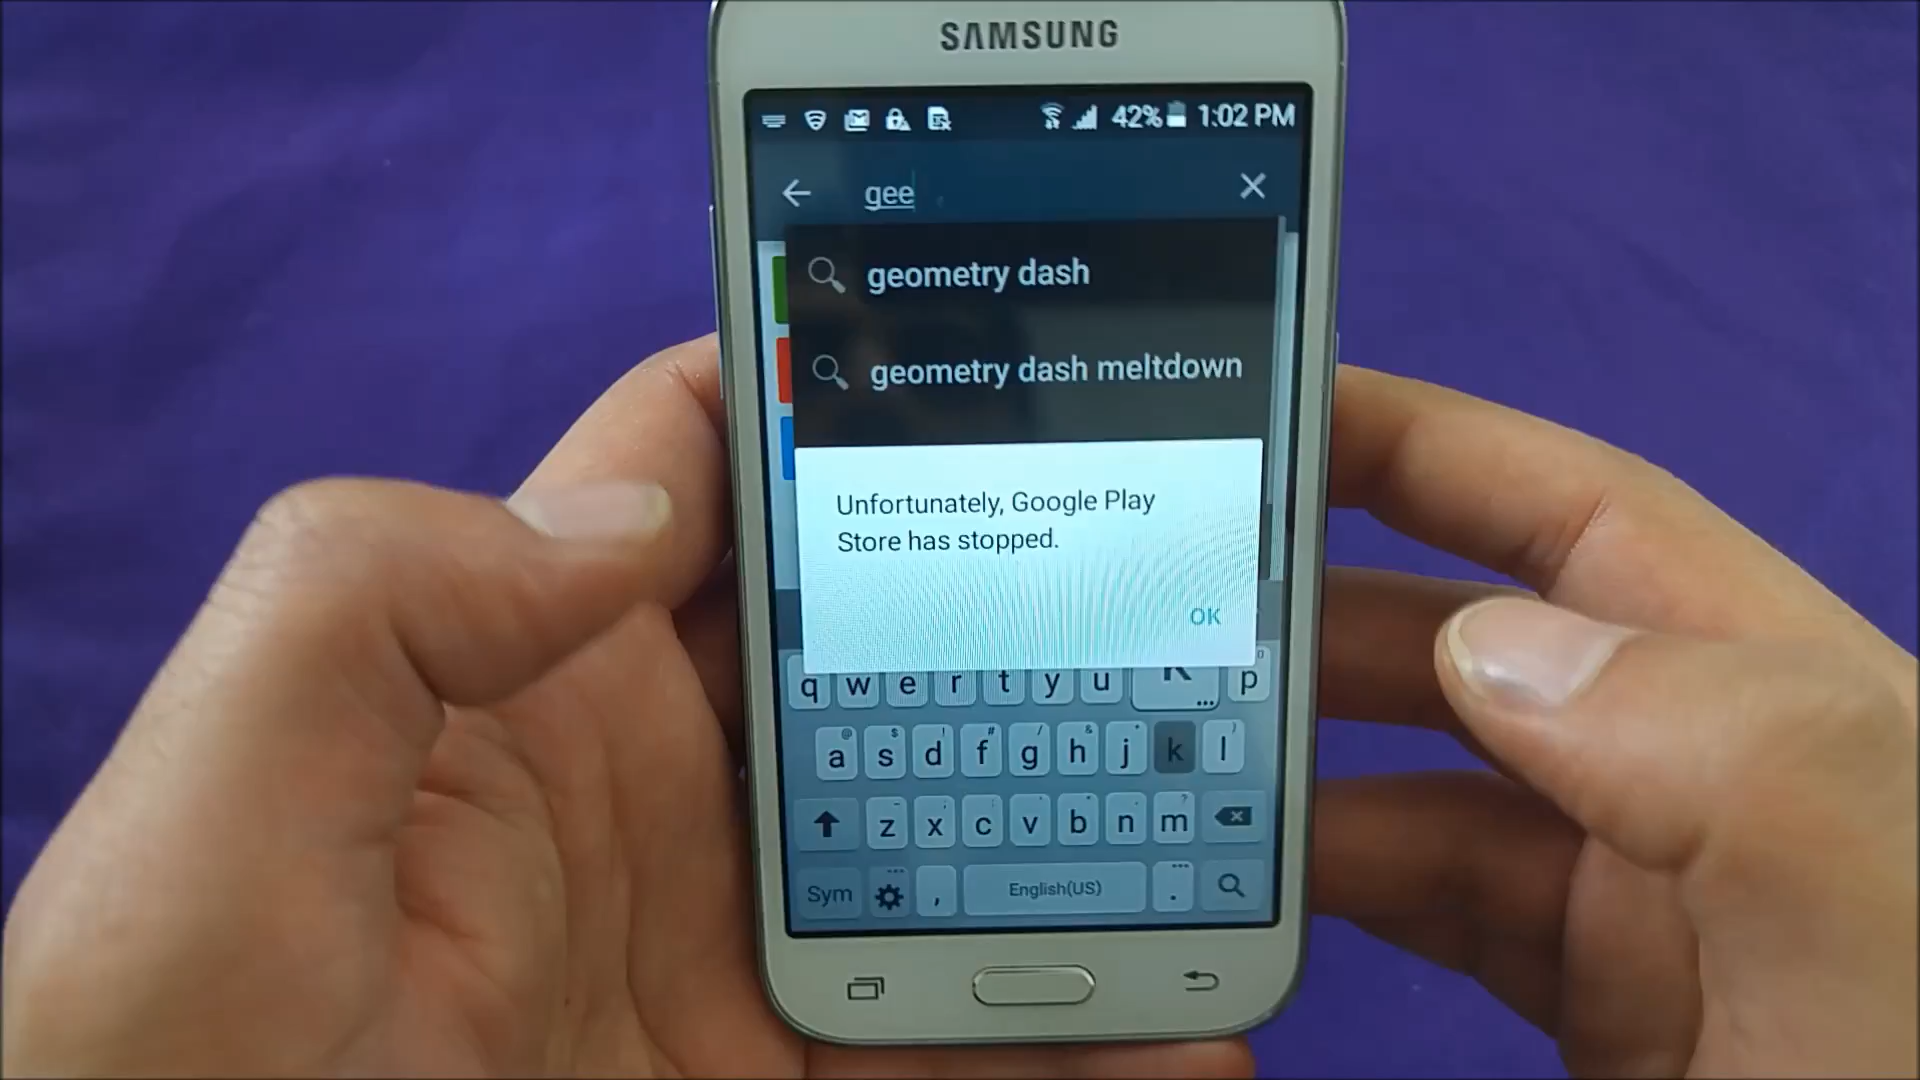 SAMSUNG
42% 1:02 PM
gee
geometry dash
geometry dash meltdown
Unfortunately, Google Play
Store has stopped.
OK
q w e r t y u K p
a s d f g h j k l
z x c v b n m
Sym , English(US) .